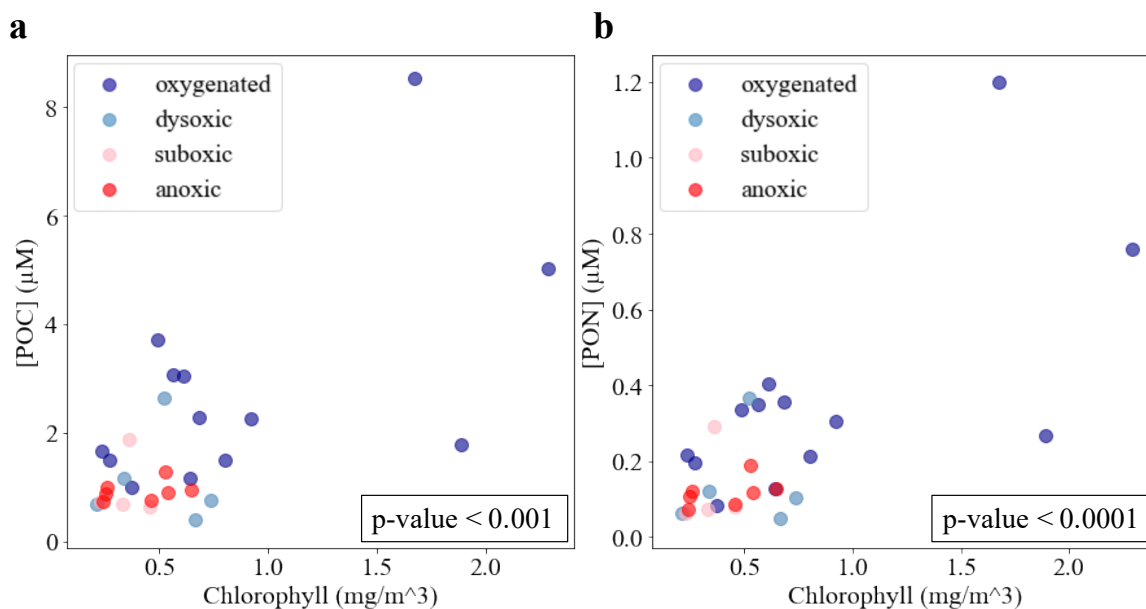 a
oxygenated
dysoxic
suboxic
anoxic
[POC] (µM)
8
6
4
2
0
p-value < 0.001
0.5 1.0 1.5 2.0
Chlorophyll (mg/m^3)
b
oxygenated
dysoxic
suboxic
anoxic
[PON] (µM)
1.2
1.0
0.8
0.6
0.4
0.2
0.0
p-value < 0.0001
0.5 1.0 1.5 2.0
Chlorophyll (mg/m^3)